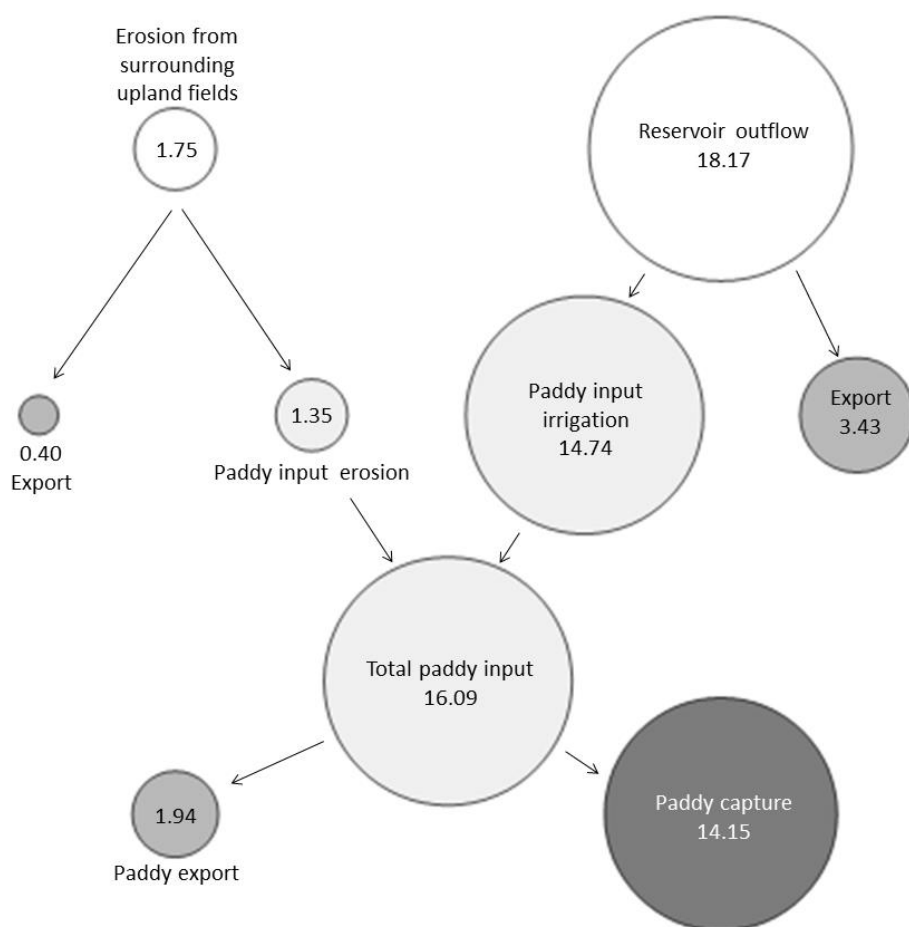 Erosion from
surrounding
upland fields
1.75
Reservoir outflow
18.17
0.40
Export
1.35
Paddy input erosion
Paddy input
irrigation
14.74
Export
3.43
Total paddy input
16.09
1.94
Paddy export
Paddy capture
14.15